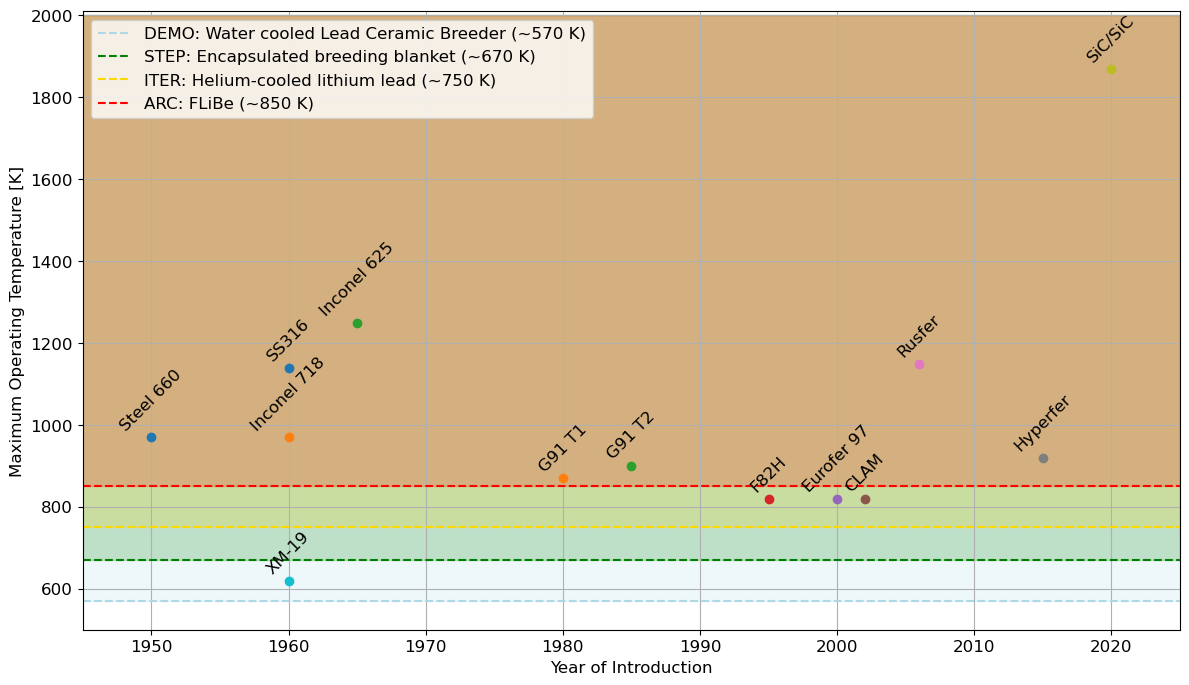 2000
1800
1600
1400
1200
1000
800
600
Maximum Operating Temperature [K]
DEMO: Water cooled Lead Ceramic Breeder (~570 K)
STEP: Encapsulated breeding blanket (~670 K)
ITER: Helium-cooled lithium lead (~750 K)
ARC: FLiBe (~850 K)
SiC/SiC
Inconel 625
SS316
Rusfer
Inconel 718
Steel 660
Hyperfer
G91 T2
G91 T1
F82H
Eurofer 97
CLAM
XM-19
1950
1960
1970
1980
1990
2000
2010
2020
Year of Introduction